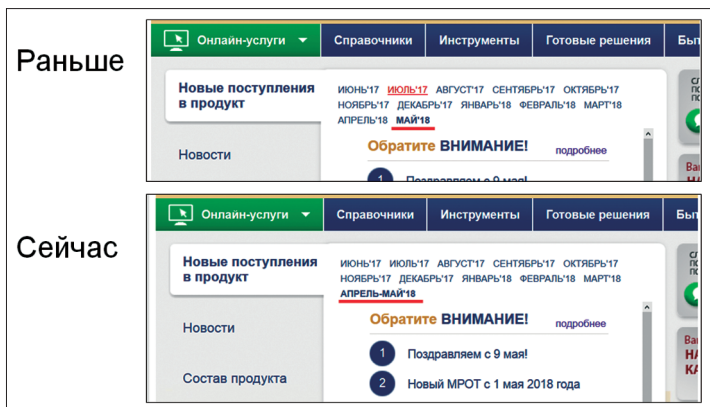 Раньше
Онлайн-услуги Справочники Инструменты Готовые решения
Новые поступления
в продукт
ИЮНЬ'17 ИЮЛЬ'17 АВГУСТ'17 СЕНТЯБРЬ'17 ОКТЯБРЬ'17
НОЯБРЬ'17 ДЕКАБРЬ'17 ЯНВАРЬ'18 ФЕВРАЛЬ'18 МАРТ'18
АПРЕЛЬ'18 МАЙ'18
Обратите ВНИМАНИЕ! подробнее
Новости
1 Поздравляем с 9 мая!
Сейчас
Онлайн-услуги Справочники Инструменты Готовые решения
Новые поступления
в продукт
ИЮНЬ'17 ИЮЛЬ'17 АВГУСТ'17 СЕНТЯБРЬ'17 ОКТЯБРЬ'17
НОЯБРЬ'17 ДЕКАБРЬ'17 ЯНВАРЬ'18 ФЕВРАЛЬ'18 МАРТ'18
АПРЕЛЬ-МАЙ'18
Обратите ВНИМАНИЕ! подробнее
Новости
1 Поздравляем с 9 мая!
Состав продукта
2 Новый МРОТ с 1 мая 2018 года